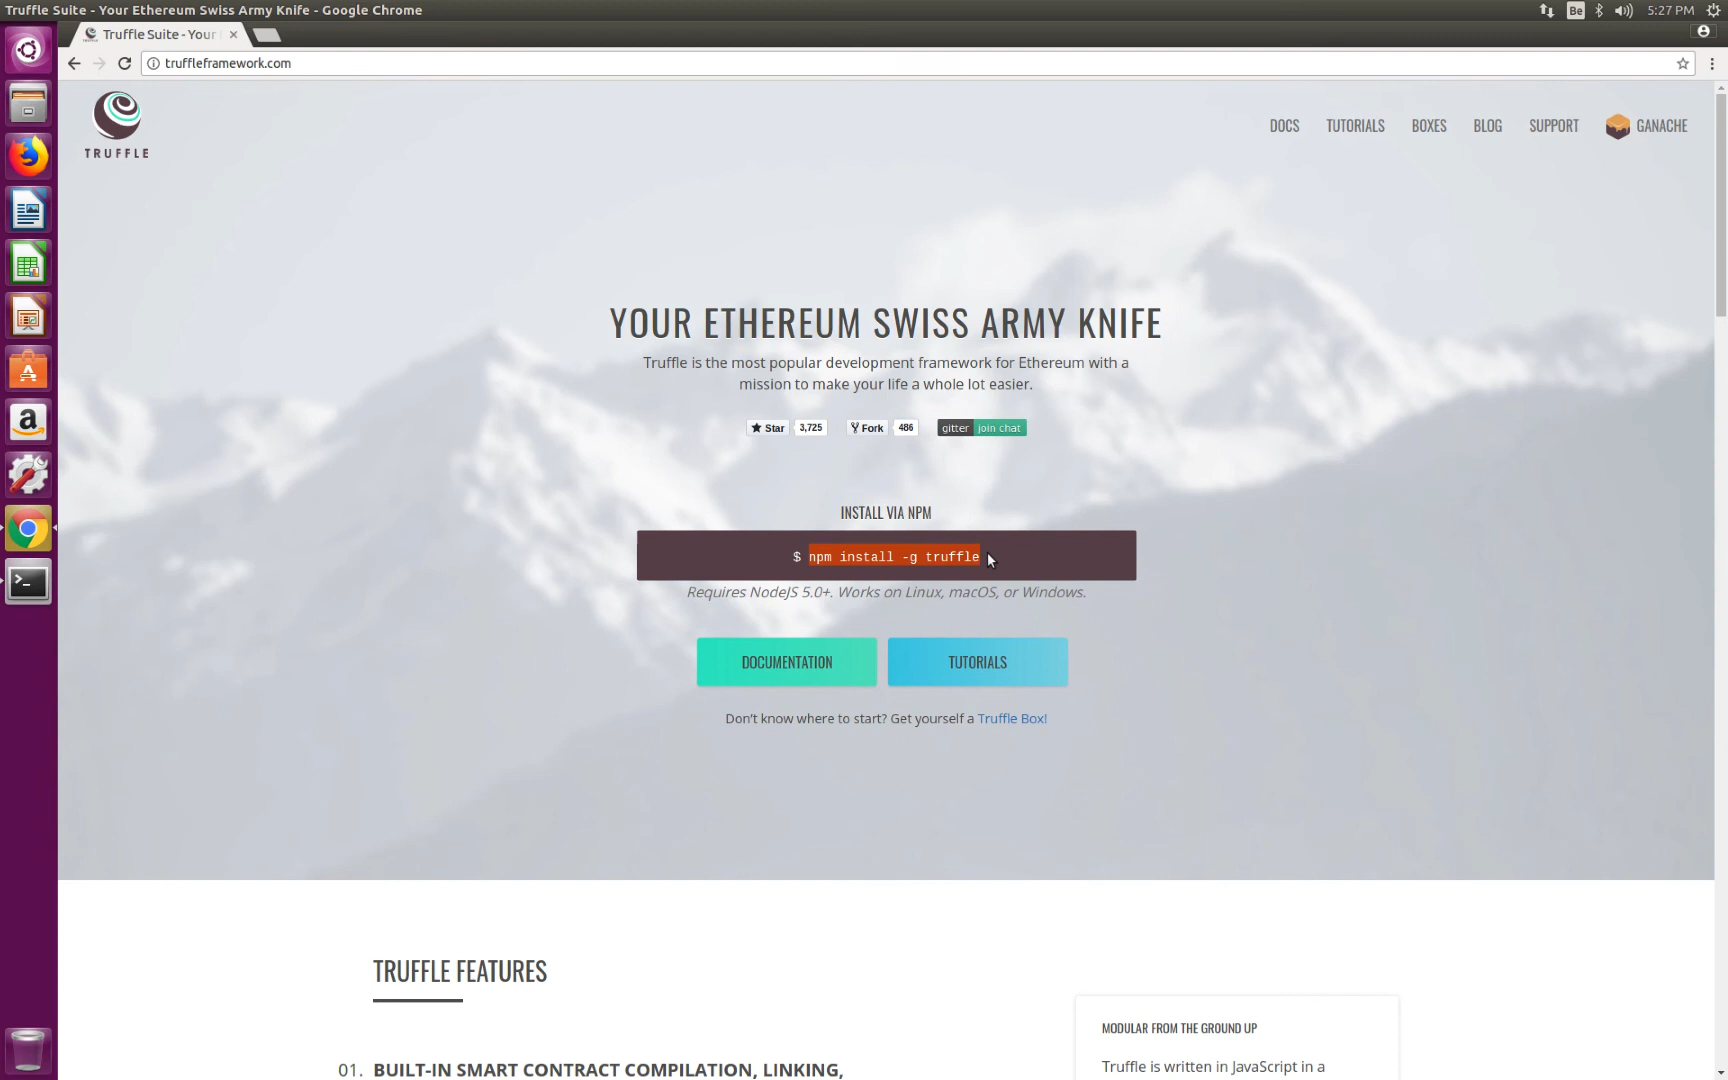 Truffle Suite - Your Ethereum Swiss Army Knife - Google Chrome
Be
5:27 PM
Truffle Suite - Your
truffleframework.com
TRUFFLE
DOCS
TUTORIALS
BOXES
BLOG
SUPPORT
GANACHE
YOUR ETHEREUM SWISS ARMY KNIFE
Truffle is the most popular development framework for Ethereum with a
mission to make your life a whole lot easier.
Star 3,725
Fork 486
gitter join chat
INSTALL VIA NPM
$ npm install -g truffle
Requires NodeJS 5.0+. Works on Linux, macOS, or Windows.
DOCUMENTATION
TUTORIALS
Don't know where to start? Get yourself a Truffle Box!
TRUFFLE FEATURES
01. BUILT-IN SMART CONTRACT COMPILATION, LINKING,
MODULAR FROM THE GROUND UP
Truffle is written in JavaScript in a